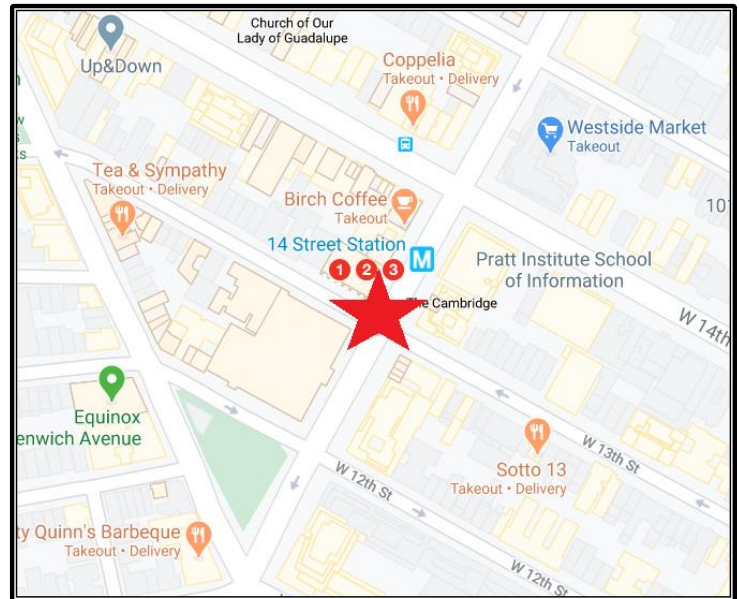 Church of Our
Lady of Guadalupe
Up&Down
Coppelia
Takeout • Delivery
Westside Market
Takeout
Tea & Sympathy
Takeout • Delivery
Birch Coffee
Takeout
10
14 Street Station
1 2 3
M
Pratt Institute School
of Information
The Cambridge
W 14th
Equinox
enwich Avenue
W 13th St
Sotto 13
Takeout • Delivery
W 12th St
ty Quinn's Barbeque
Takeout • Delivery
W 12th St